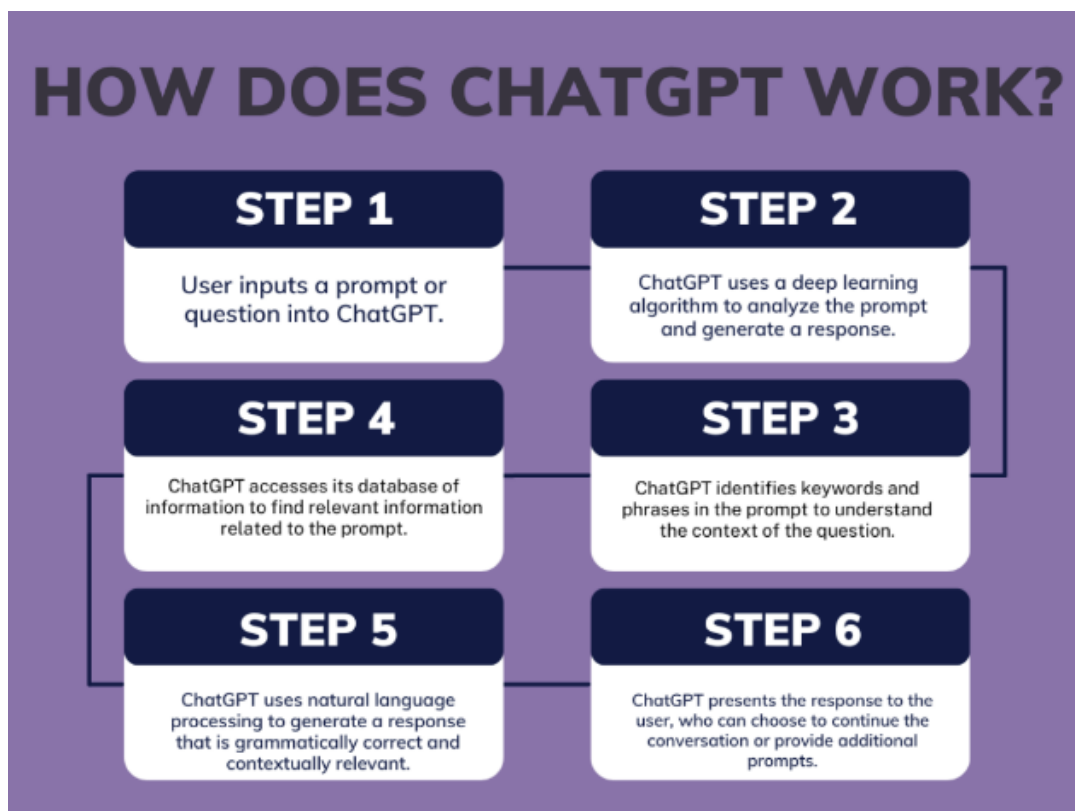 HOW DOES CHATGPT WORK?
STEP 1
User inputs a prompt or
question into ChatGPT.
STEP 2
ChatGPT uses a deep learning
algorithm to analyze the prompt
and generate a response.
STEP 3
ChatGPT identifies keywords and
phrases in the prompt to understand
the context of the question.
STEP 4
ChatGPT accesses its database of
information to find relevant information
related to the prompt.
STEP 5
ChatGPT uses natural language
processing to generate a response
that is grammatically correct and
contextually relevant.
STEP 6
ChatGPT presents the response to the
user, who can choose to continue the
conversation or provide additional
prompts.